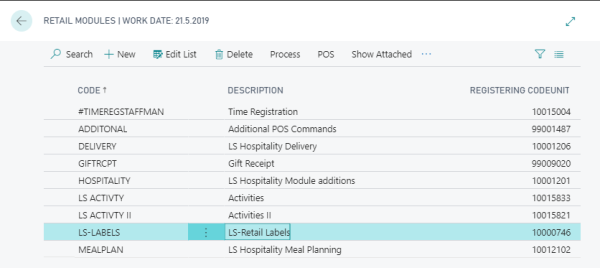 RETAIL MODULES | WORK DATE: 21.5.2019
Search + New Edit List Delete Process POS Show Attached ...
CODE ↑ DESCRIPTION REGISTERING CODEUNIT
#TIMEREGSTAFFMAN Time Registration 10015004
ADDITONAL Additional POS Commands 99001487
DELIVERY LS Hospitality Delivery 10001206
GIFTRCPT Gift Receipt 99009020
HOSPITALITY LS Hospitality Module additions 10001201
LS ACTIVTY Activities 10015833
LS ACTIVTY II Activities II 10015821
LS-LABELS LS-Retail Labels 10000746
MEALPLAN LS Hospitality Meal Planning 10012102